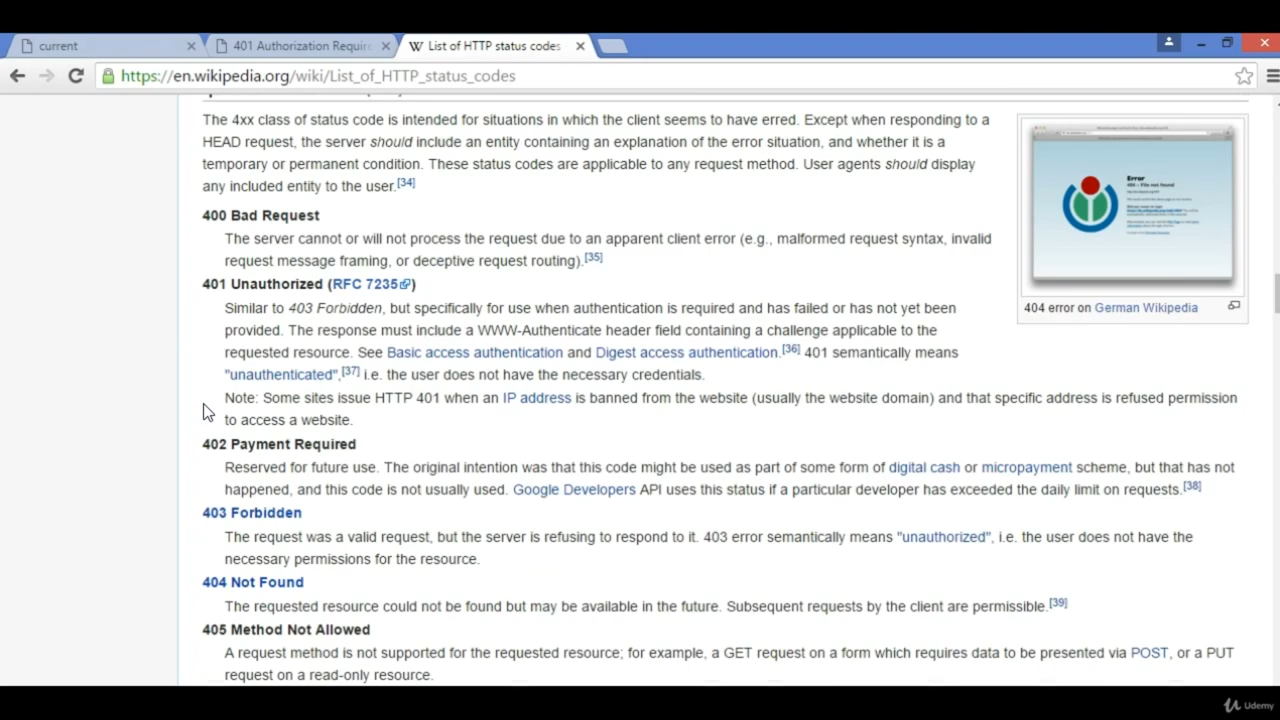 current
401 Authorization Require
List of HTTP status codes
https://en.wikipedia.org/wiki/List_of_HTTP_status_codes
The 4xx class of status code is intended for situations in which the client seems to have erred. Except when responding to a
HEAD request, the server should include an entity containing an explanation of the error situation, and whether it is a
temporary or permanent condition. These status codes are applicable to any request method. User agents should display
any included entity to the user.[34]
Error
404 – File not found
404 error on German Wikipedia
400 Bad Request
The server cannot or will not process the request due to an apparent client error (e.g., malformed request syntax, invalid
request message framing, or deceptive request routing).[35]
401 Unauthorized (RFC 7235)
Similar to 403 Forbidden, but specifically for use when authentication is required and has failed or has not yet been
provided. The response must include a WWW-Authenticate header field containing a challenge applicable to the
requested resource. See Basic access authentication and Digest access authentication.[36] 401 semantically means
"unauthenticated",[37] i.e. the user does not have the necessary credentials.
Note: Some sites issue HTTP 401 when an IP address is banned from the website (usually the website domain) and that specific address is refused permission
to access a website.
402 Payment Required
Reserved for future use. The original intention was that this code might be used as part of some form of digital cash or micropayment scheme, but that has not
happened, and this code is not usually used. Google Developers API uses this status if a particular developer has exceeded the daily limit on requests.[38]
403 Forbidden
The request was a valid request, but the server is refusing to respond to it. 403 error semantically means "unauthorized", i.e. the user does not have the
necessary permissions for the resource.
404 Not Found
The requested resource could not be found but may be available in the future. Subsequent requests by the client are permissible.[39]
405 Method Not Allowed
A request method is not supported for the requested resource; for example, a GET request on a form which requires data to be presented via POST, or a PUT
request on a read-only resource.
Udemy